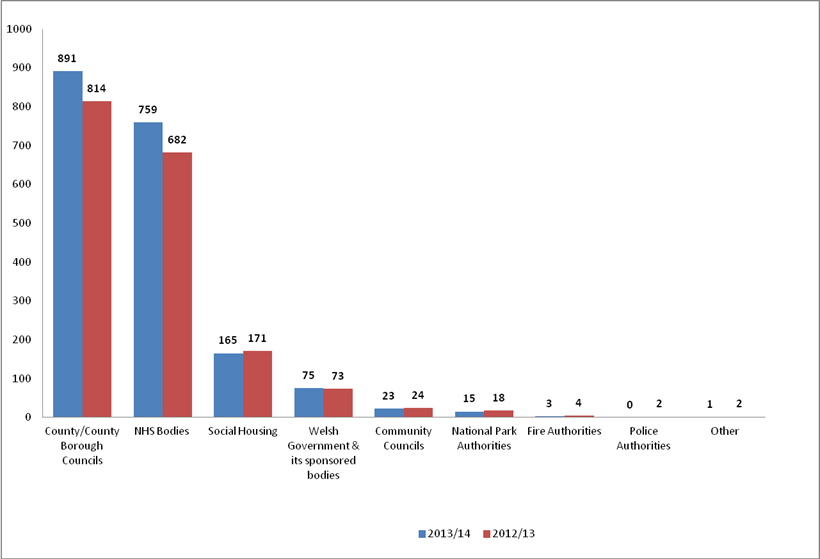 1000
900
800
700
600
500
400
300
200
100
0
891
814
759
682
165
171
75
73
23
24
15
18
3
4
0
2
1
2
County/County
Borough
Councils
NHS Bodies
Social Housing
Welsh
Government &
its sponsored
bodies
Community
Councils
National Park
Authorities
Fire Authorities
Police
Authorities
Other
2013/14
2012/13